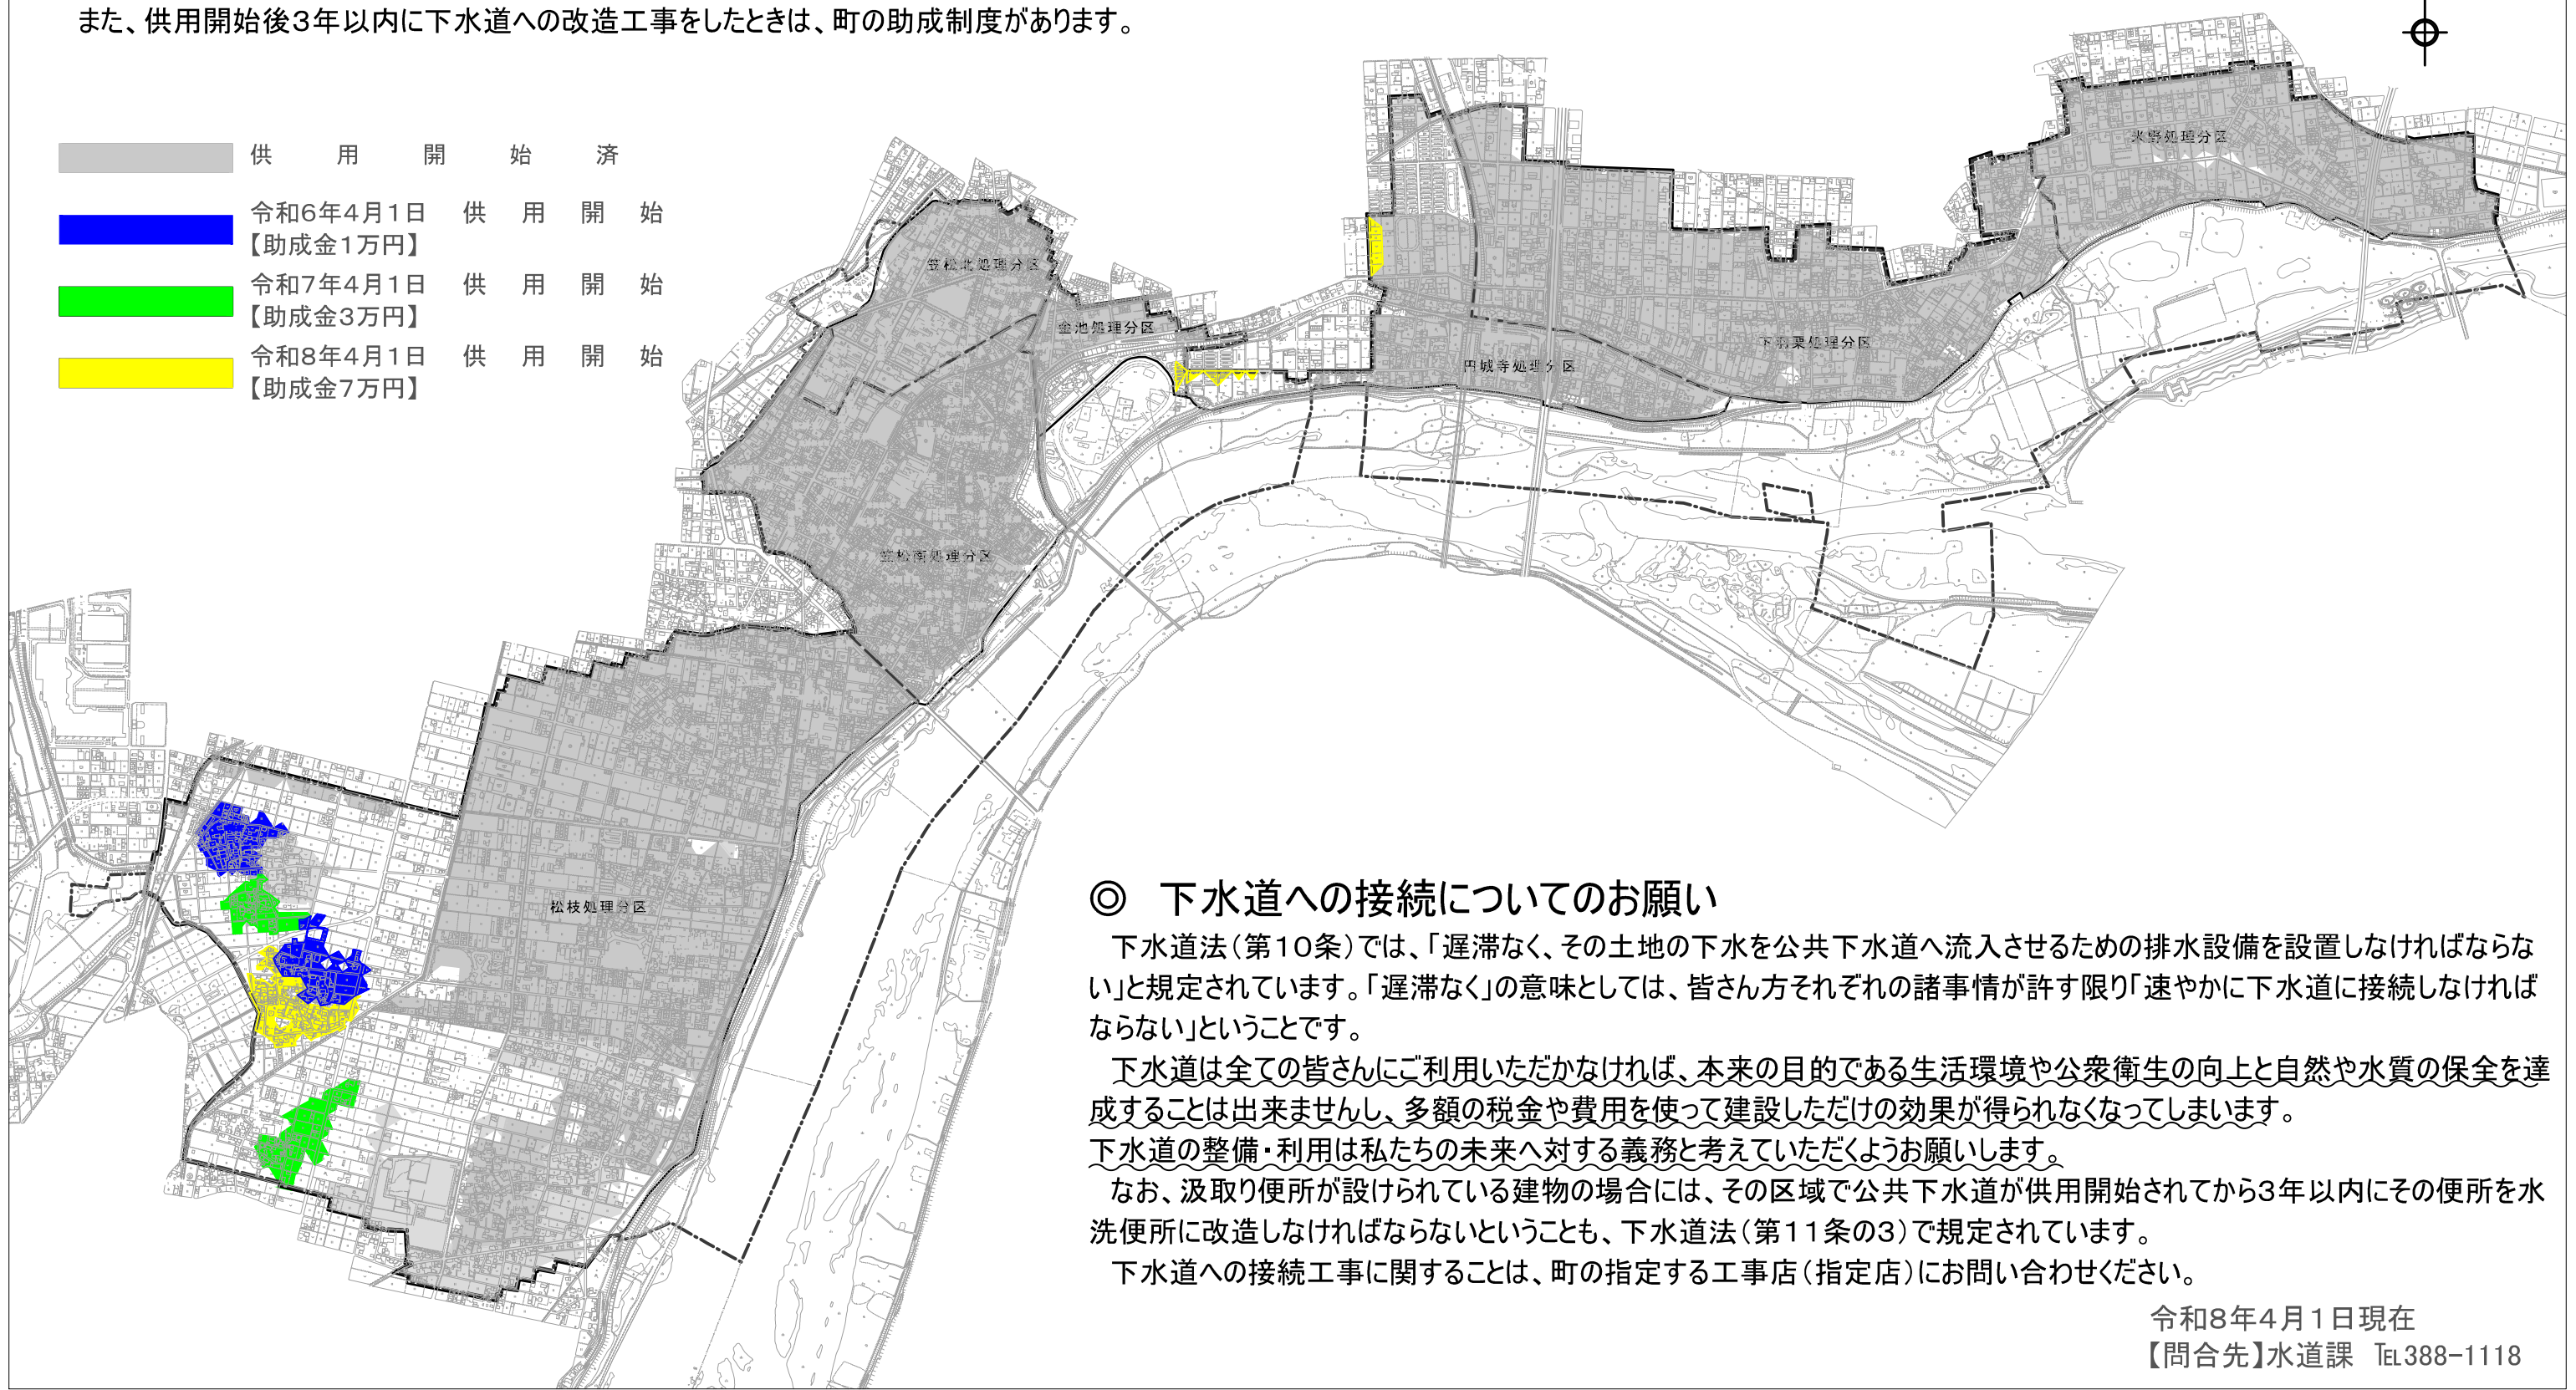 また、供用開始後3年以内に下水道への改造工事をしたときは、町の助成制度があります。
供用開始済
令和6年4月1日 供用開始
【助成金1万円】
令和7年4月1日 供用開始
【助成金3万円】
令和8年4月1日 供用開始
【助成金7万円】
米野処理分区
笠松北処理分区
金池処理分区
下羽栗処理分区
円城寺処理分区
笠松南処理分区
松枝処理分区
◎ 下水道への接続についてのお願い
下水道法(第10条)では、「遅滞なく、その土地の下水を公共下水道へ流入させるための排水設備を設置しなければならな
い」と規定されています。「遅滞なく」の意味としては、皆さん方それぞれの諸事情が許す限り「速やかに下水道に接続しなければ
ならない」ということです。
下水道は全ての皆さんにご利用いただかなければ、本来の目的である生活環境や公衆衛生の向上と自然や水質の保全を達
成することは出来ませんし、多額の税金や費用を使って建設しただけの効果が得られなくなってしまいます。
下水道の整備・利用は私たちの未来へ対する義務と考えていただくようお願いします。
なお、汲取り便所が設けられている建物の場合には、その区域で公共下水道が供用開始されてから3年以内にその便所を水
洗便所に改造しなければならないということも、下水道法(第11条の3)で規定されています。
下水道への接続工事に関することは、町の指定する工事店(指定店)にお問い合わせください。
令和8年4月1日現在
【問合先】水道課 ℡388-1118